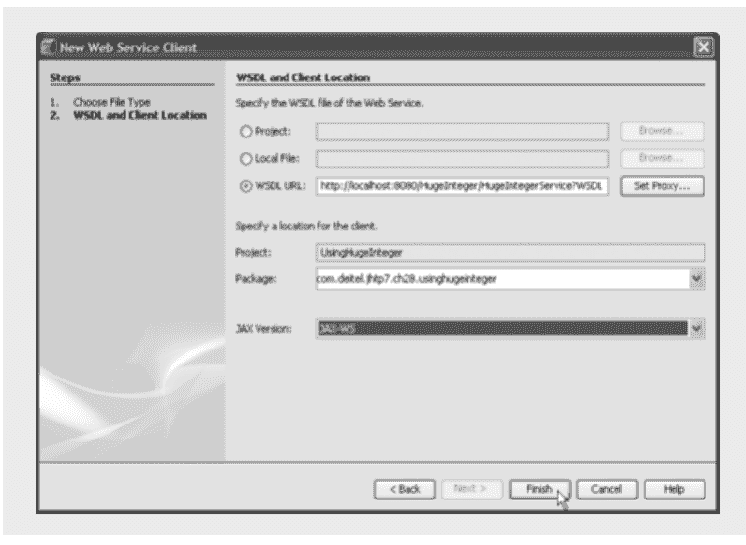 New Web Service Client
Steps
1. Choose File Type
2. WSDL and Client Location
WSDL and Client Location
Specify the WSDL file of the Web Service.
Project:
Browse...
Local File:
Browse...
WSDL URL:
http://localhost:8080/HugeInteger/HugeIntegerService?WSDL
Set Proxy...
Specify a location for the client.
Project:
UsingHugeInteger
Package:
com.deitel.jhtp7.ch28.usinghugeinteger
JAX Version:
JAX-WS
< Back
Next >
Finish
Cancel
Help